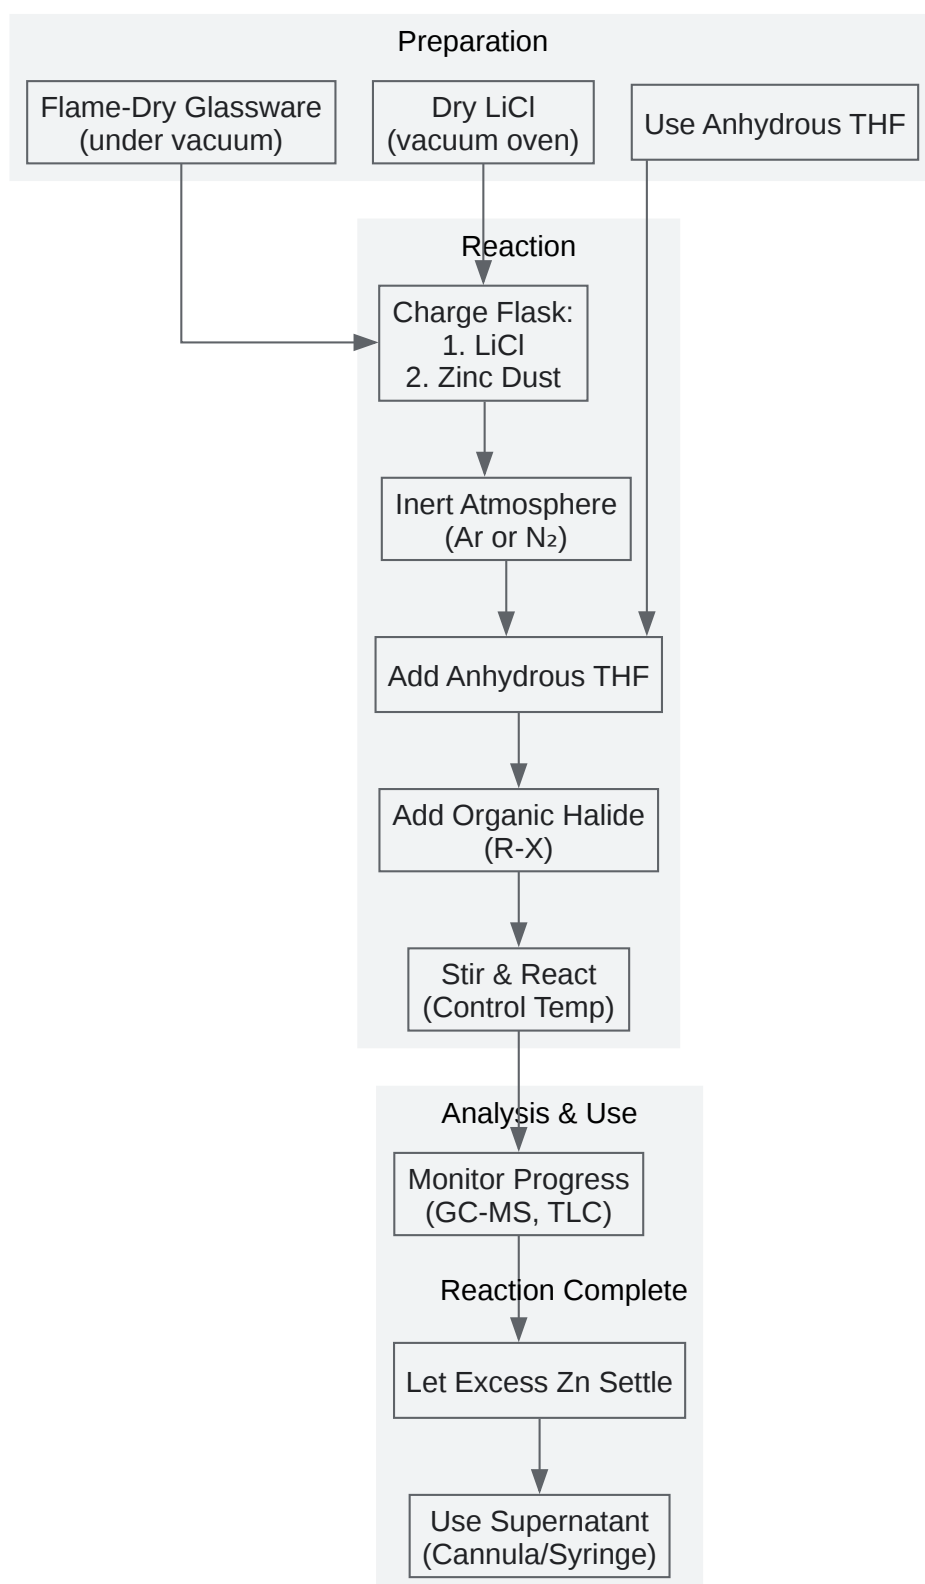 Preparation
Flame-Dry Glassware
(under vacuum)
Dry LiCl
(vacuum oven)
Use Anhydrous THF
Reaction
Charge Flask:
1. LiCl
2. Zinc Dust
Inert Atmosphere
(Ar or N₂)
Add Anhydrous THF
Add Organic Halide
(R-X)
Stir & React
(Control Temp)
Analysis & Use
Monitor Progress
(GC-MS, TLC)
Reaction Complete
Let Excess Zn Settle
Use Supernatant
(Cannula/Syringe)